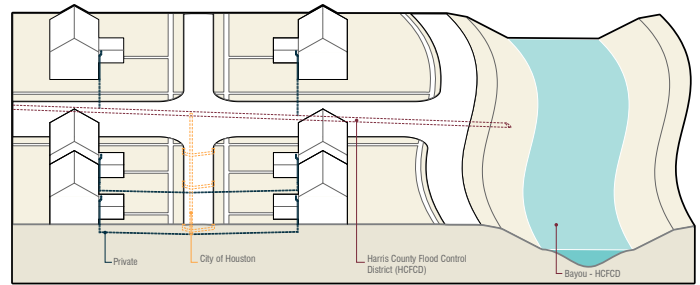 Private
City of Houston
Harris County Flood Control
District (HCFCD)
Bayou - HCFCD